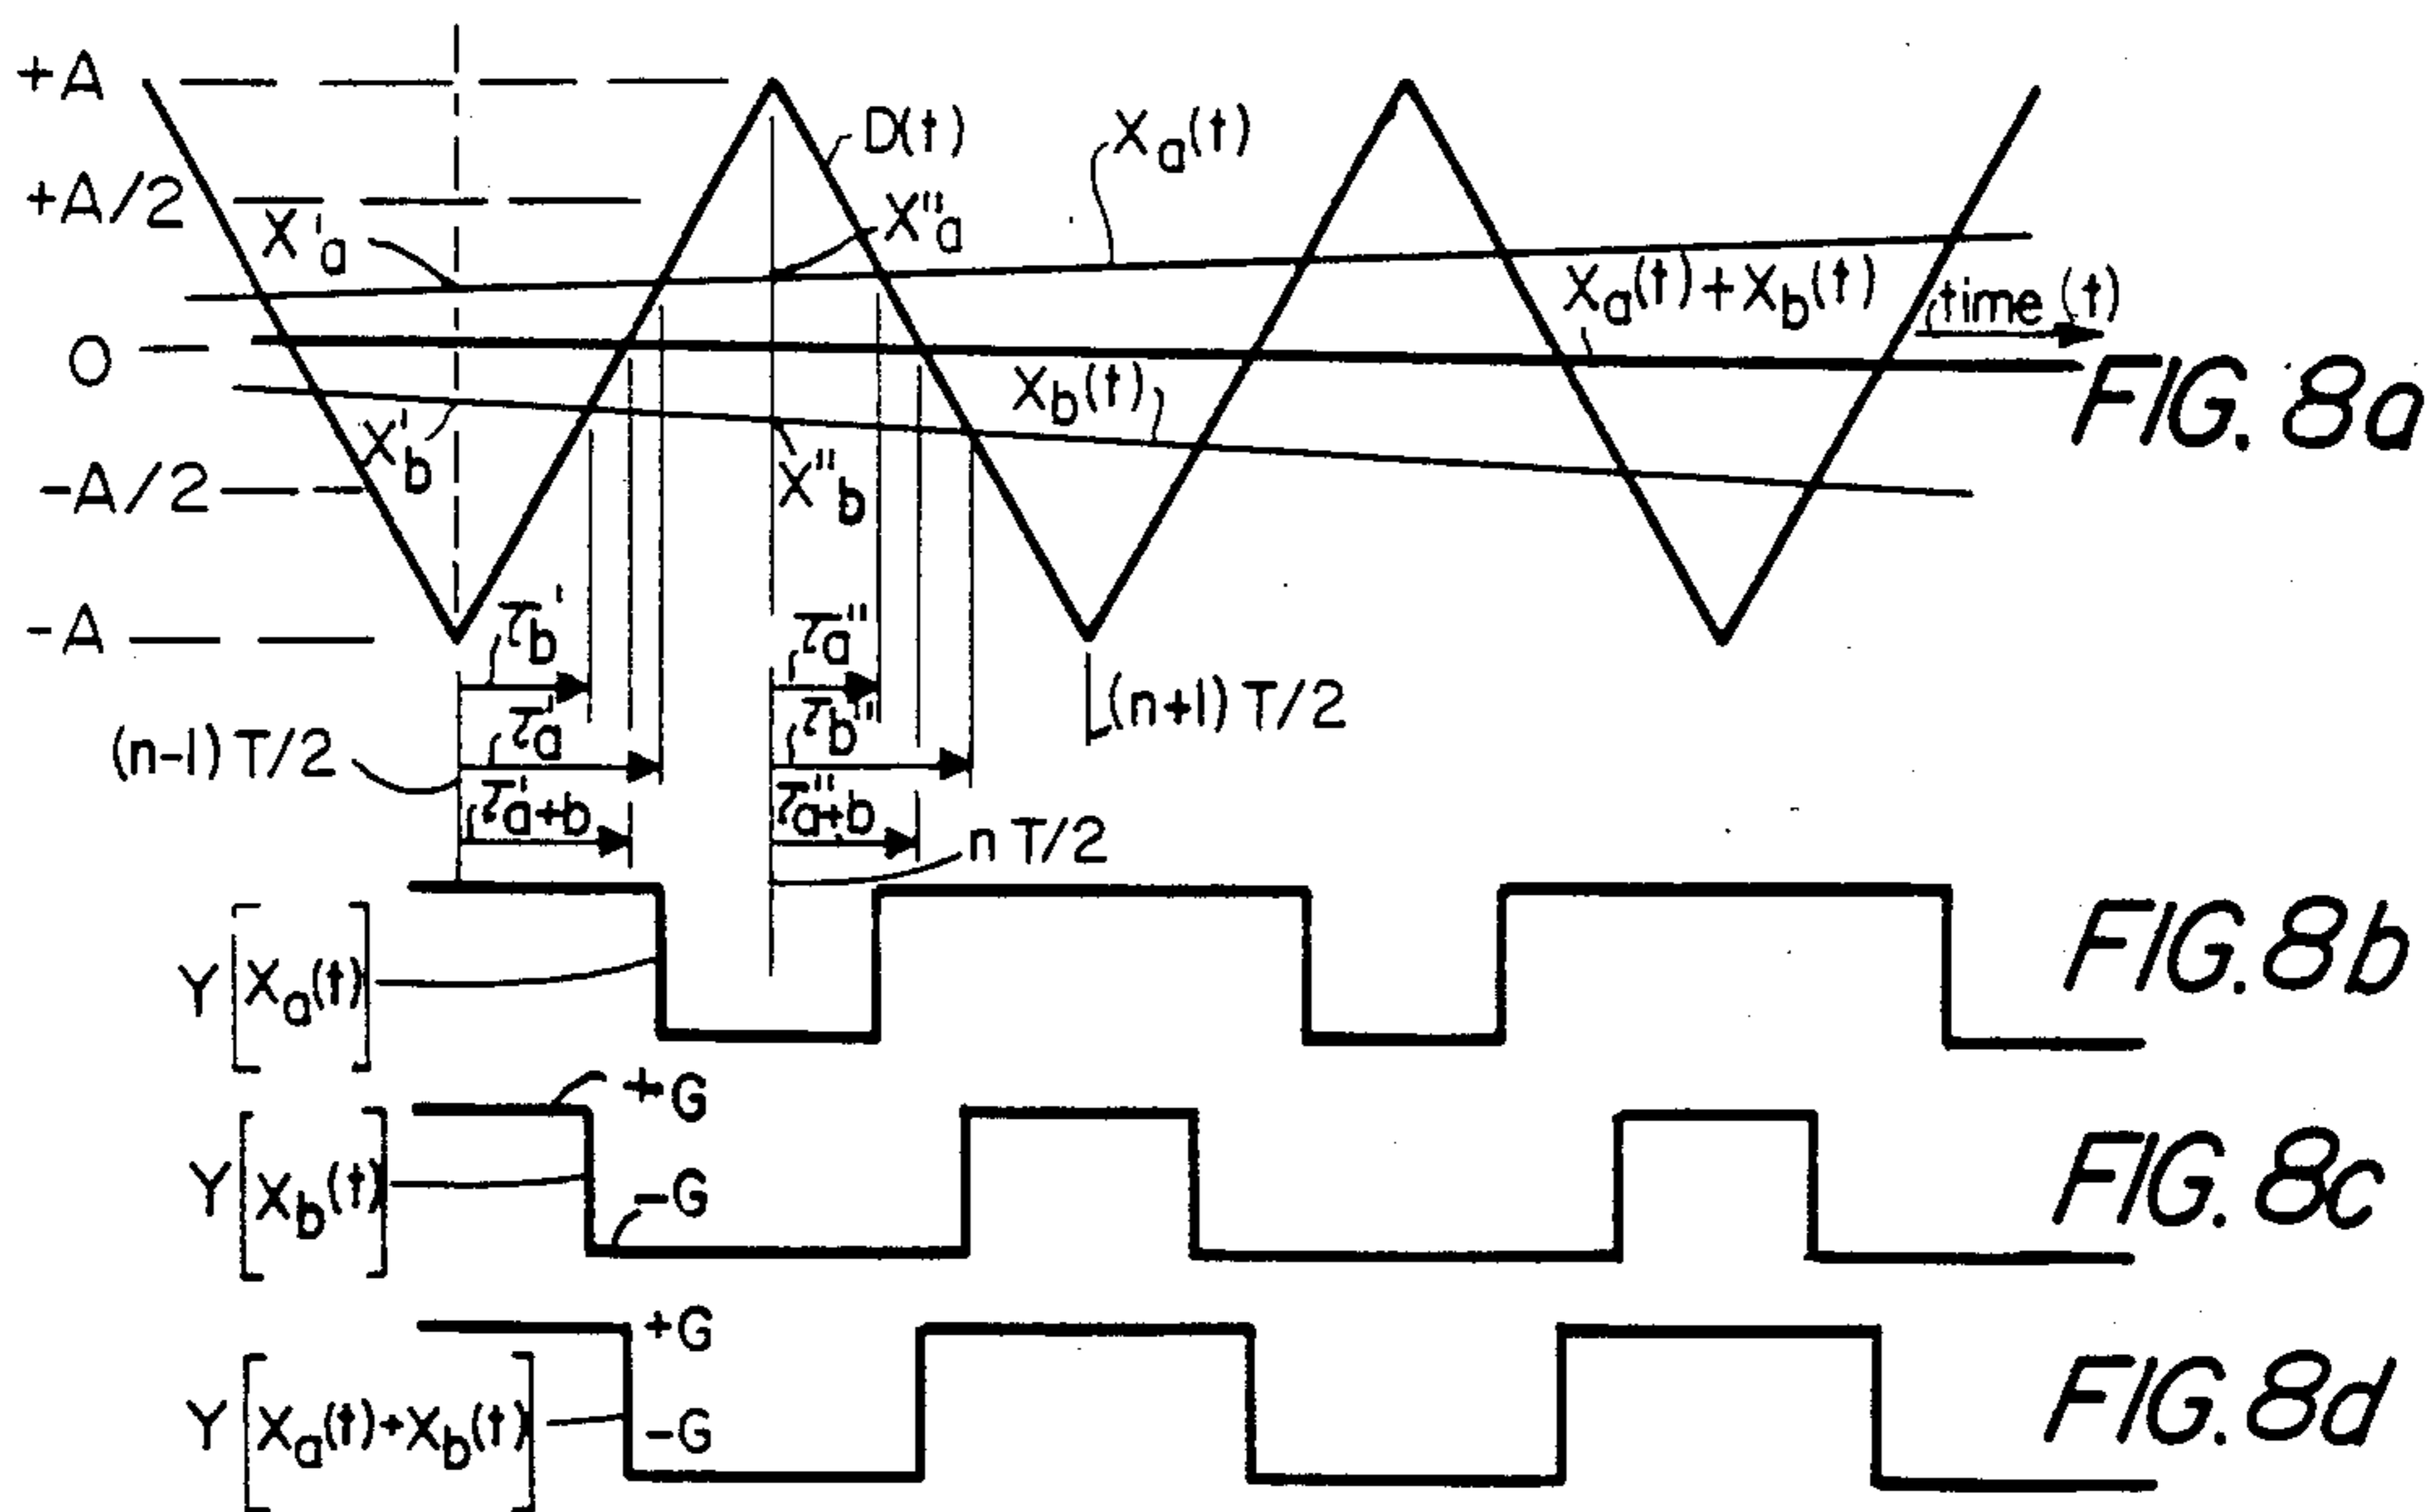 +A
D(t)
Xa(t)
+A/2
X'a
X"a
Xa(t)+Xb(t)
time (t)
O
FIG. 8a
Xb(t)
X'b
X"b
-A/2
-A
τb'
τa"
(n+1) T/2
τa'
τb"
(n-1) T/2
τ'a+b
τ"a+b
n T/2
FIG. 8b
Y[Xa(t)]
+G
FIG. 8c
Y[Xb(t)]
-G
+G
FIG. 8d
Y[Xa(t)+Xb(t)]
-G